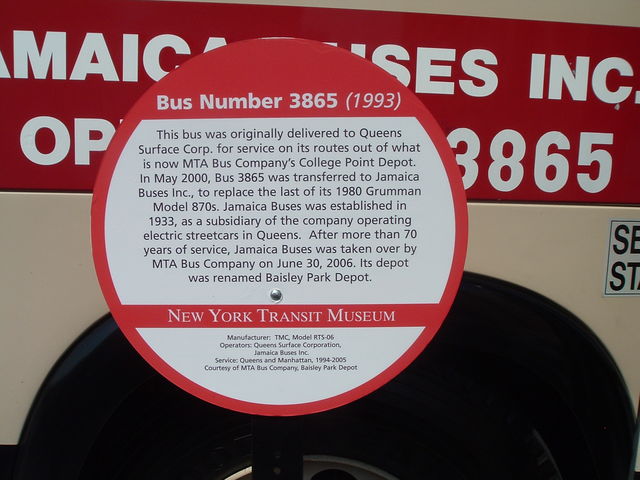 AMAICA BUSES INC.
OP 3865
SE
ST
Bus Number 3865 (1993)
This bus was originally delivered to Queens
Surface Corp. for service on its routes out of what
is now MTA Bus Company's College Point Depot.
In May 2000, Bus 3865 was transferred to Jamaica
Buses Inc., to replace the last of its 1980 Grumman
Model 870s. Jamaica Buses was established in
1933, as a subsidiary of the company operating
electric streetcars in Queens. After more than 70
years of service, Jamaica Buses was taken over by
MTA Bus Company on June 30, 2006. Its depot
was renamed Baisley Park Depot.
NEW YORK TRANSIT MUSEUM
Manufacturer: TMC, Model RTS-06
Operators: Queens Surface Corporation,
Jamaica Buses Inc.
Service: Queens and Manhattan, 1994-2005
Courtesy of MTA Bus Company, Baisley Park Depot